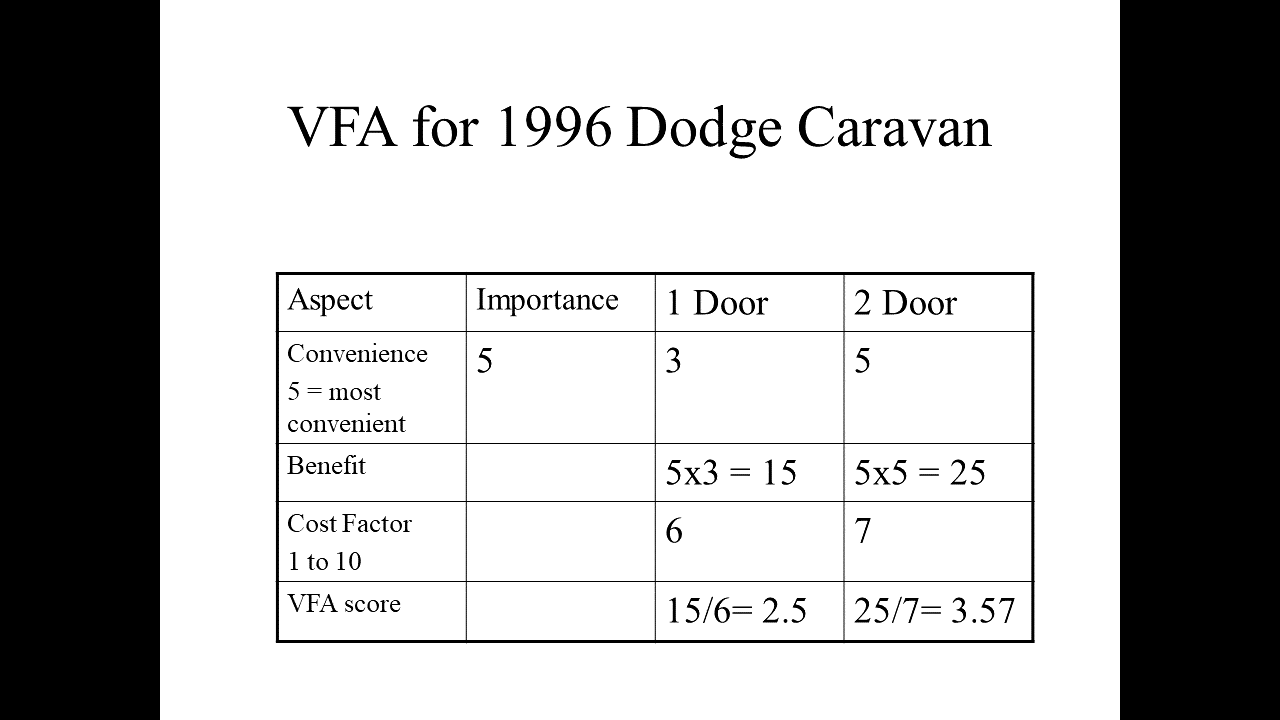 VFA for 1996 Dodge Caravan
Aspect Importance 1 Door 2 Door
Convenience 5 3 5
5 = most
convenient
Benefit 5x3 = 15 5x5 = 25
Cost Factor 6 7
1 to 10
VFA score 15/6= 2.5 25/7= 3.57